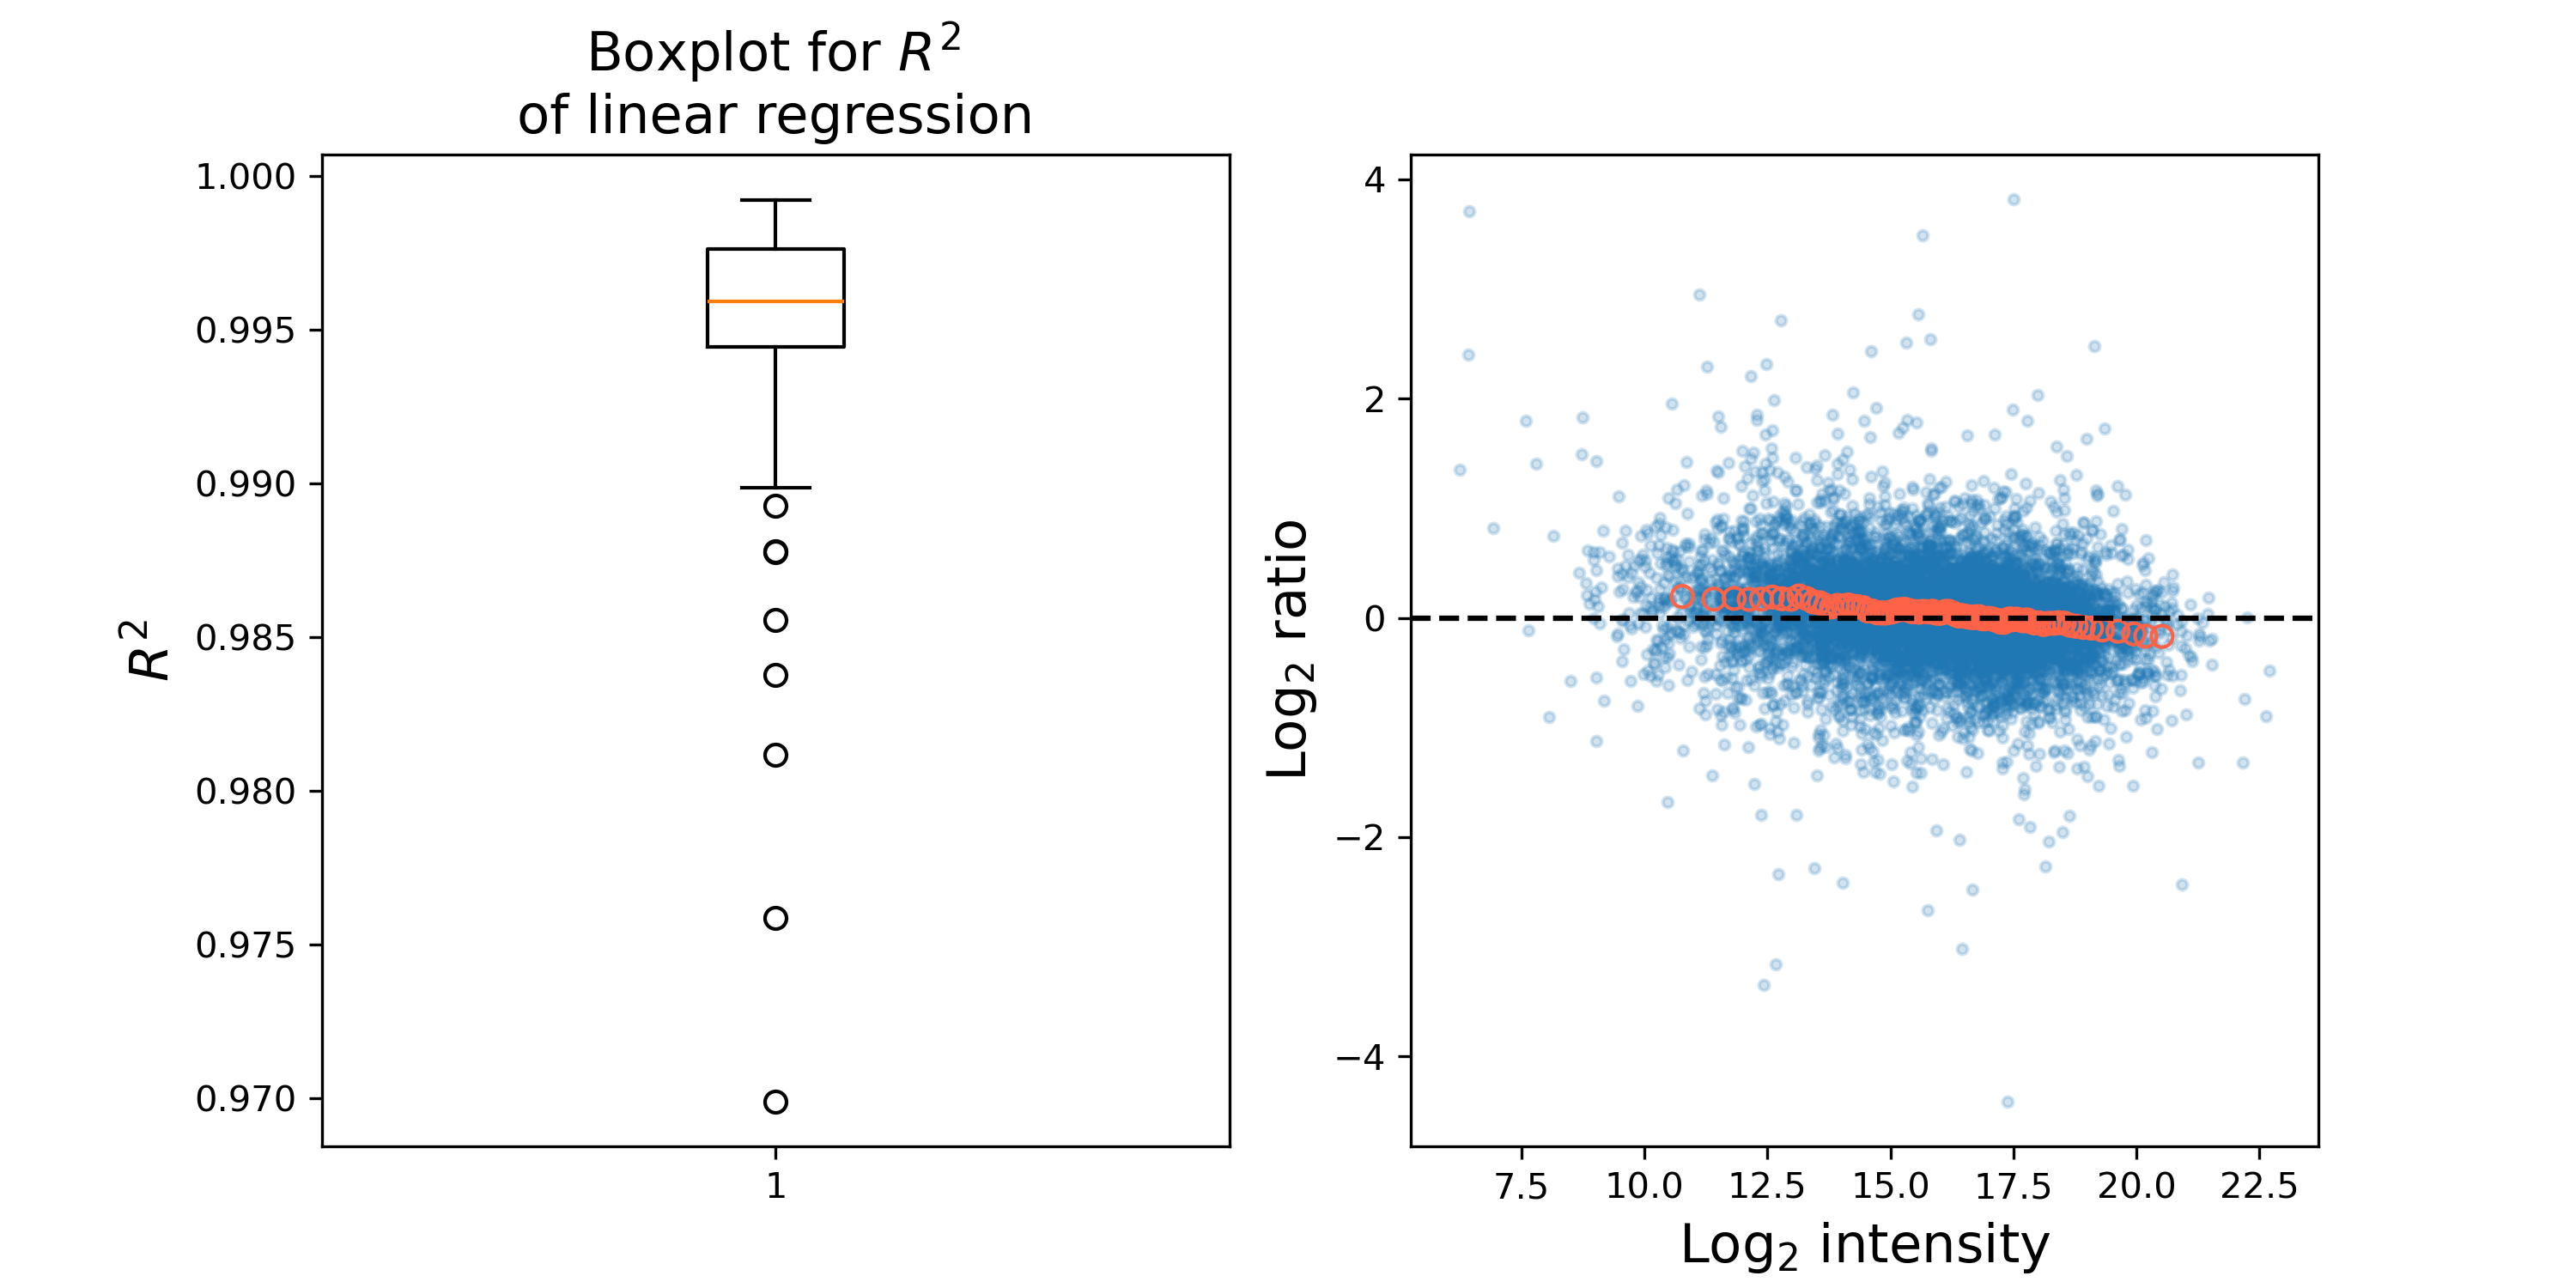 Boxplot for R²
of linear regression
R²
1.000
0.995
0.990
0.985
0.980
0.975
0.970
1
Log₂ ratio
4
2
0
−2
−4
7.5 10.0 12.5 15.0 17.5 20.0 22.5
Log₂ intensity